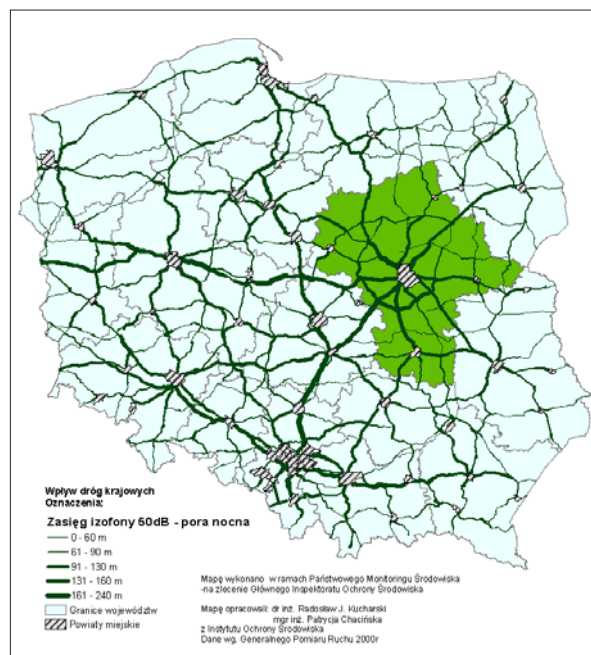 Wpływ dróg krajowych
Oznaczenia:
Zasięg izofony 50dB - pora nocna
0 - 60 m
61 - 90 m
91 - 130 m
131 - 160 m
161 - 240 m
Granice województw
Powiaty miejskie
Mapę wykonano w ramach Państwowego Monitoringu Środowiska
-na zlecenie Głównego Inspektoratu Ochrony Środowiska
Mapę opracowali: dr inż. Radosław J. Kucharski
mgr inż. Patrycja Chacińska
z Instytutu Ochrony Środowiska
Dane wg. Generalnego Pomiaru Ruchu 2000r